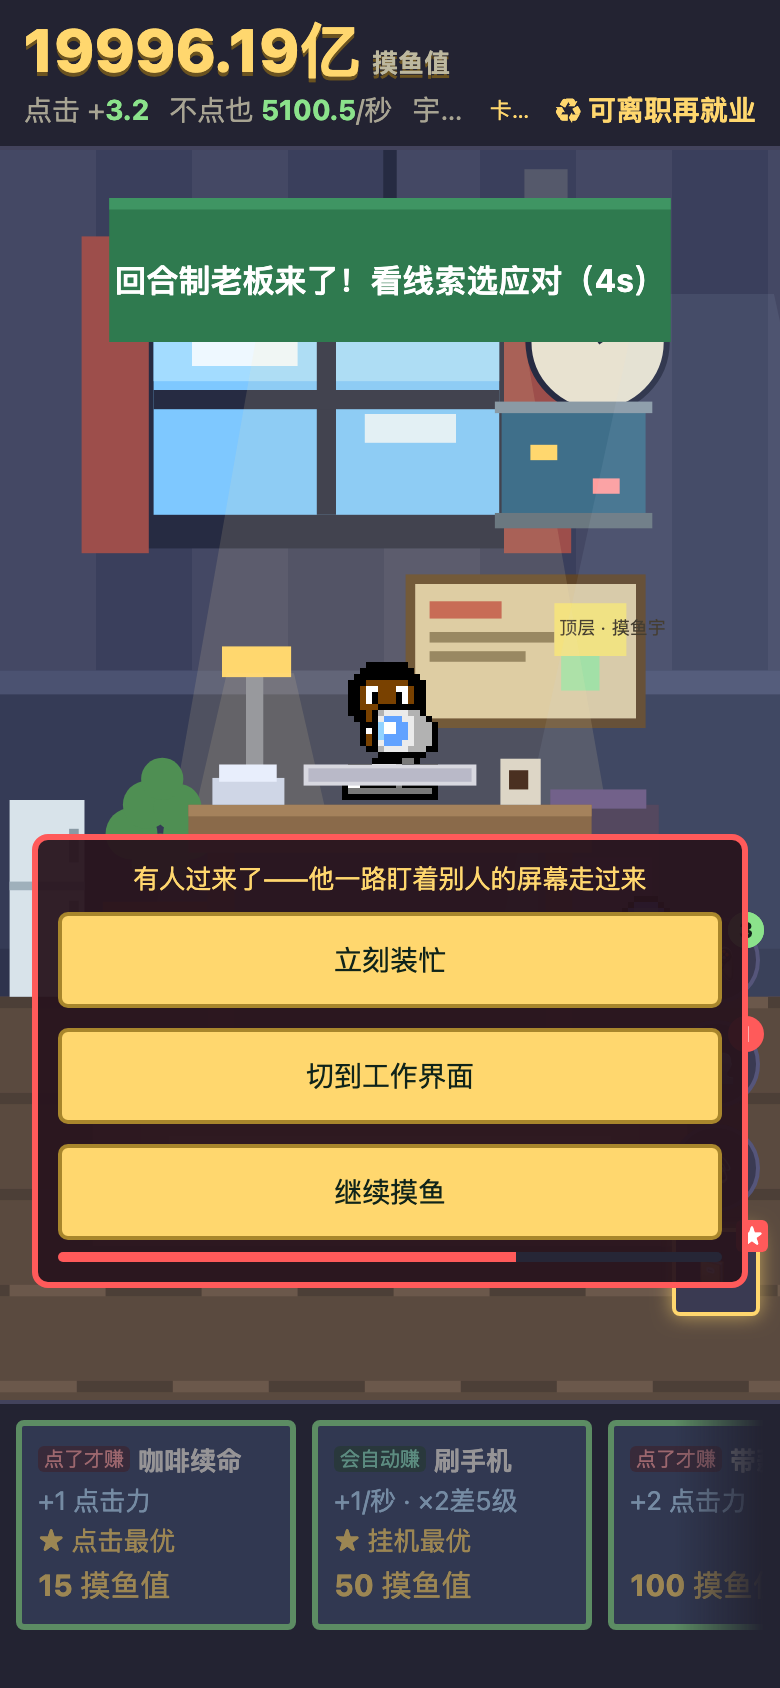 19996.19亿 摸鱼值
点击 +3.2 不点也 5100.5/秒 宇... 卡... 可离职再就业
回合制老板来了！看线索选应对（4s）
顶层 · 摸鱼宇
有人过来了——他一路盯着别人的屏幕走过来
立刻装忙
切到工作界面
继续摸鱼
点了才赚 咖啡续命
+1 点击力
点击最优
15 摸鱼值
会自动赚 刷手机
+1/秒 · ×2差5级
挂机最优
50 摸鱼值
点了才赚 带
+2 点击力
100 摸鱼